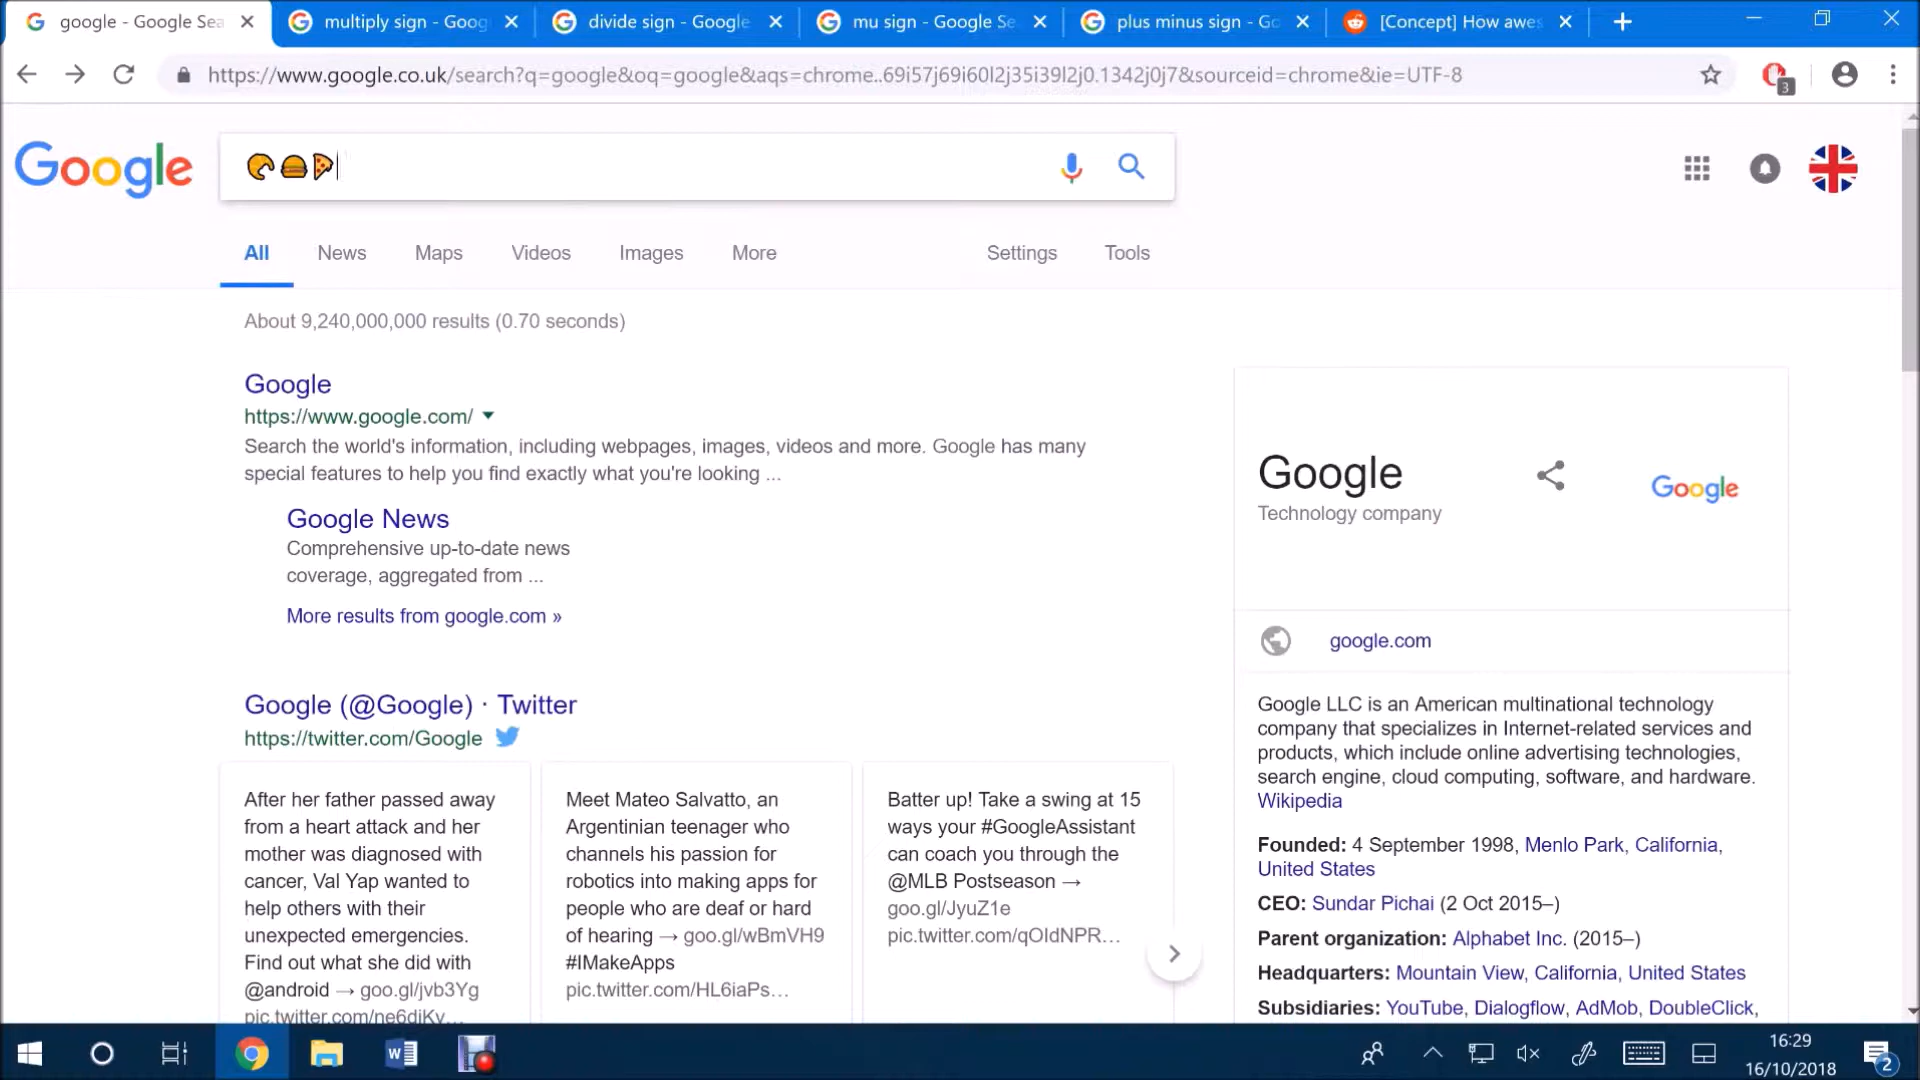 google - Google Sea
multiply sign - Goog
divide sign - Google
mu sign - Google Se
plus minus sign - Go
[Concept] How awes
https://www.google.co.uk/search?q=google&oq=google&aqs=chrome..69i57j69i60l2j35i39l2j0.1342j0j7&sourceid=chrome&ie=UTF-8
3
Google
🥐🍔🍕
All
News
Maps
Videos
Images
More
Settings
Tools
About 9,240,000,000 results (0.70 seconds)
Google
https://www.google.com/
Search the world's information, including webpages, images, videos and more. Google has many
special features to help you find exactly what you're looking ...
Google News
Comprehensive up-to-date news
coverage, aggregated from ...
More results from google.com »
Google (@Google) · Twitter
https://twitter.com/Google
After her father passed away
from a heart attack and her
mother was diagnosed with
cancer, Val Yap wanted to
help others with their
unexpected emergencies.
Find out what she did with
@android → goo.gl/jvb3Yg
pic.twitter.com/ne6diKv…
Meet Mateo Salvatto, an
Argentinian teenager who
channels his passion for
robotics into making apps for
people who are deaf or hard
of hearing → goo.gl/wBmVH9
#IMakeApps
pic.twitter.com/HL6iaPs…
Batter up! Take a swing at 15
ways your #GoogleAssistant
can coach you through the
@MLB Postseason →
goo.gl/JyuZ1e
pic.twitter.com/qOIdNPR…
Google
Technology company
Google
google.com
Google LLC is an American multinational technology
company that specializes in Internet-related services and
products, which include online advertising technologies,
search engine, cloud computing, software, and hardware.
Wikipedia
Founded: 4 September 1998, Menlo Park, California,
United States
CEO: Sundar Pichai (2 Oct 2015–)
Parent organization: Alphabet Inc. (2015–)
Headquarters: Mountain View, California, United States
Subsidiaries: YouTube, Dialogflow, AdMob, DoubleClick,
16:29
16/10/2018
2